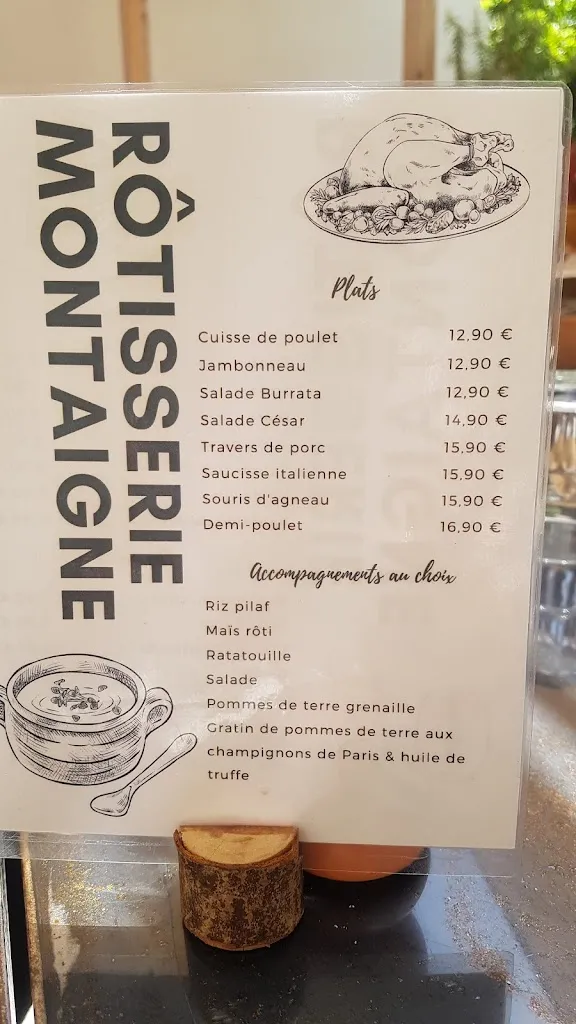 RÔTISSERIE
MONTAIGNE
Plats
Cuisse de poulet 12,90 €
Jambonneau 12,90 €
Salade Burrata 12,90 €
Salade César 14,90 €
Travers de porc 15,90 €
Saucisse italienne 15,90 €
Souris d'agneau 15,90 €
Demi-poulet 16,90 €
Accompagnements au choix
Riz pilaf
Maïs rôti
Ratatouille
Salade
Pommes de terre grenaille
Gratin de pommes de terre aux
champignons de Paris & huile de
truffe